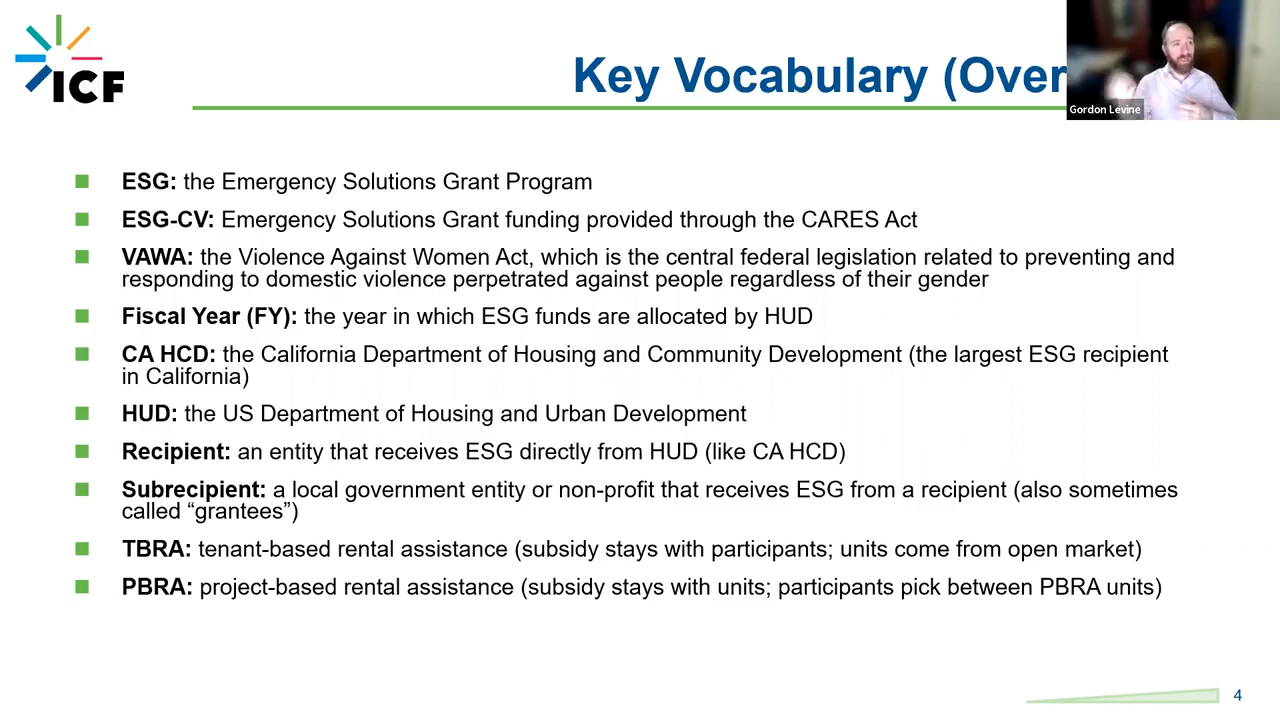 ICF
Key Vocabulary (Over
Gordon Levine
ESG: the Emergency Solutions Grant Program
ESG-CV: Emergency Solutions Grant funding provided through the CARES Act
VAWA: the Violence Against Women Act, which is the central federal legislation related to preventing and
responding to domestic violence perpetrated against people regardless of their gender
Fiscal Year (FY): the year in which ESG funds are allocated by HUD
CA HCD: the California Department of Housing and Community Development (the largest ESG recipient
in California)
HUD: the US Department of Housing and Urban Development
Recipient: an entity that receives ESG directly from HUD (like CA HCD)
Subrecipient: a local government entity or non-profit that receives ESG from a recipient (also sometimes
called “grantees”)
TBRA: tenant-based rental assistance (subsidy stays with participants; units come from open market)
PBRA: project-based rental assistance (subsidy stays with units; participants pick between PBRA units)
4